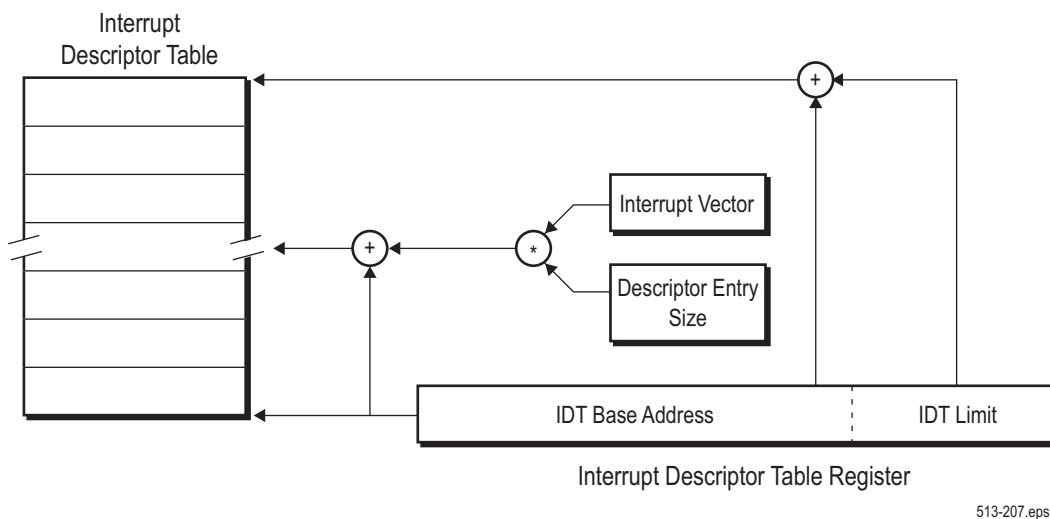 Interrupt
Descriptor Table
+
Interrupt Vector
+
*
Descriptor Entry
Size
IDT Base Address
IDT Limit
Interrupt Descriptor Table Register
513-207.eps